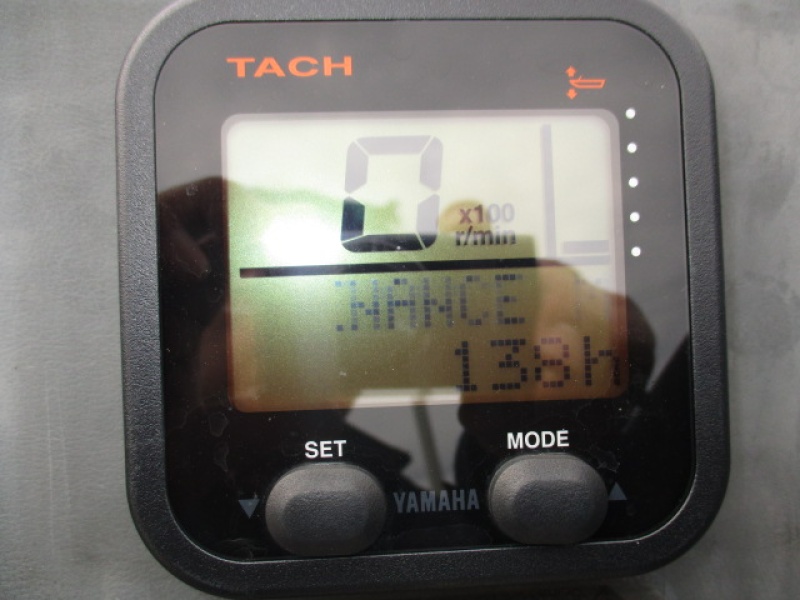 TACH
0
x100
r/min
NANCE
138h
SET
MODE
YAMAHA